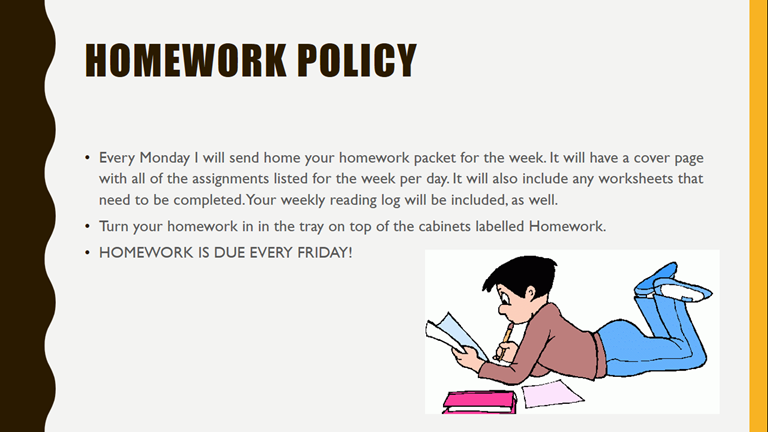 HOMEWORK POLICY
• Every Monday I will send home your homework packet for the week. It will have a cover page
with all of the assignments listed for the week per day. It will also include any worksheets that
need to be completed. Your weekly reading log will be included, as well.
• Turn your homework in in the tray on top of the cabinets labelled Homework.
• HOMEWORK IS DUE EVERY FRIDAY!